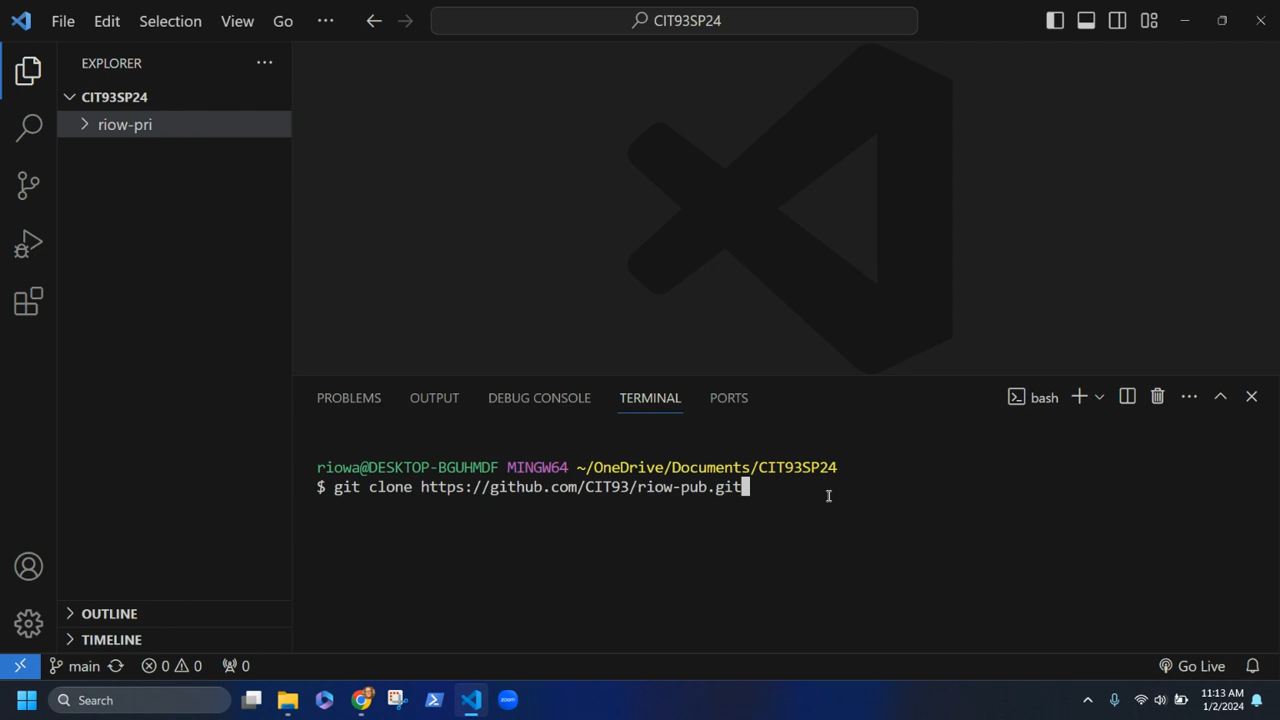 File Edit Selection View Go ··· CIT93SP24
EXPLORER ···
CIT93SP24
riow-pri
PROBLEMS OUTPUT DEBUG CONSOLE TERMINAL PORTS bash ···
riowa@DESKTOP-BGUHMDF MINGW64 ~/OneDrive/Documents/CIT93SP24
$ git clone https://github.com/CIT93/riow-pub.git
OUTLINE
TIMELINE
main 0 0 0 Go Live
Search zoom 11:13 AM
1/2/2024